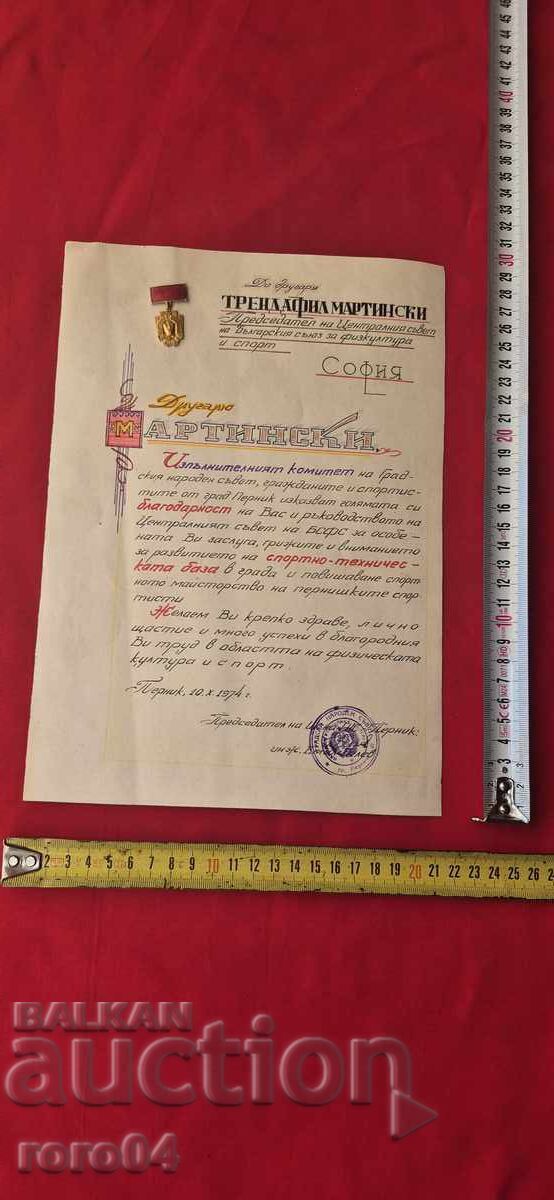 До другаря
ТРЕНДАФИЛ МАРТИНСКИ
Председател на Централния съвет
на Българския съюз за физкултура
и спорт
СОФИЯ
Другарю
МАРТИНСКИ,
Изпълнителният комитет на Град-
ския народен съвет, гражданите и спортис-
тите от град Перник изказват голямата си
благодарност на Вас и ръководството на
Централният съвет на БСФС за особе-
ната Ви заслуга, грижите и вниманието
за развитието на спортно-техничес-
ката база в града и повишаване спорт
ното майсторство на пернишките спор
тисти
Желаем Ви крепко здраве, лично
щастие и много успехи в благородния
Ви труд в областта на физическата
култура и спорт.
Перник, 10.X.1974 г.
Председател на Перник:
инж.
BALKAN
auction
roro04